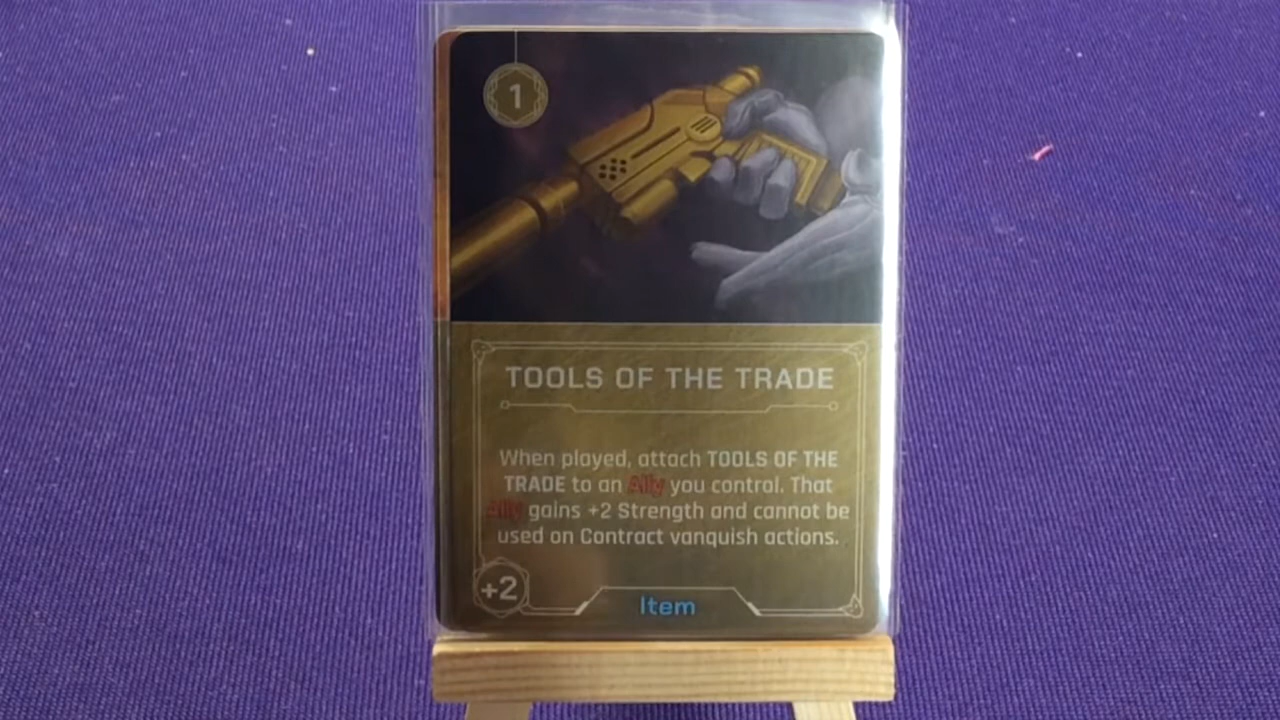 1
TOOLS OF THE TRADE
When played, attach TOOLS OF THE
TRADE to an Ally you control. That
Ally gains +2 Strength and cannot be
used on Contract vanquish actions.
+2
Item